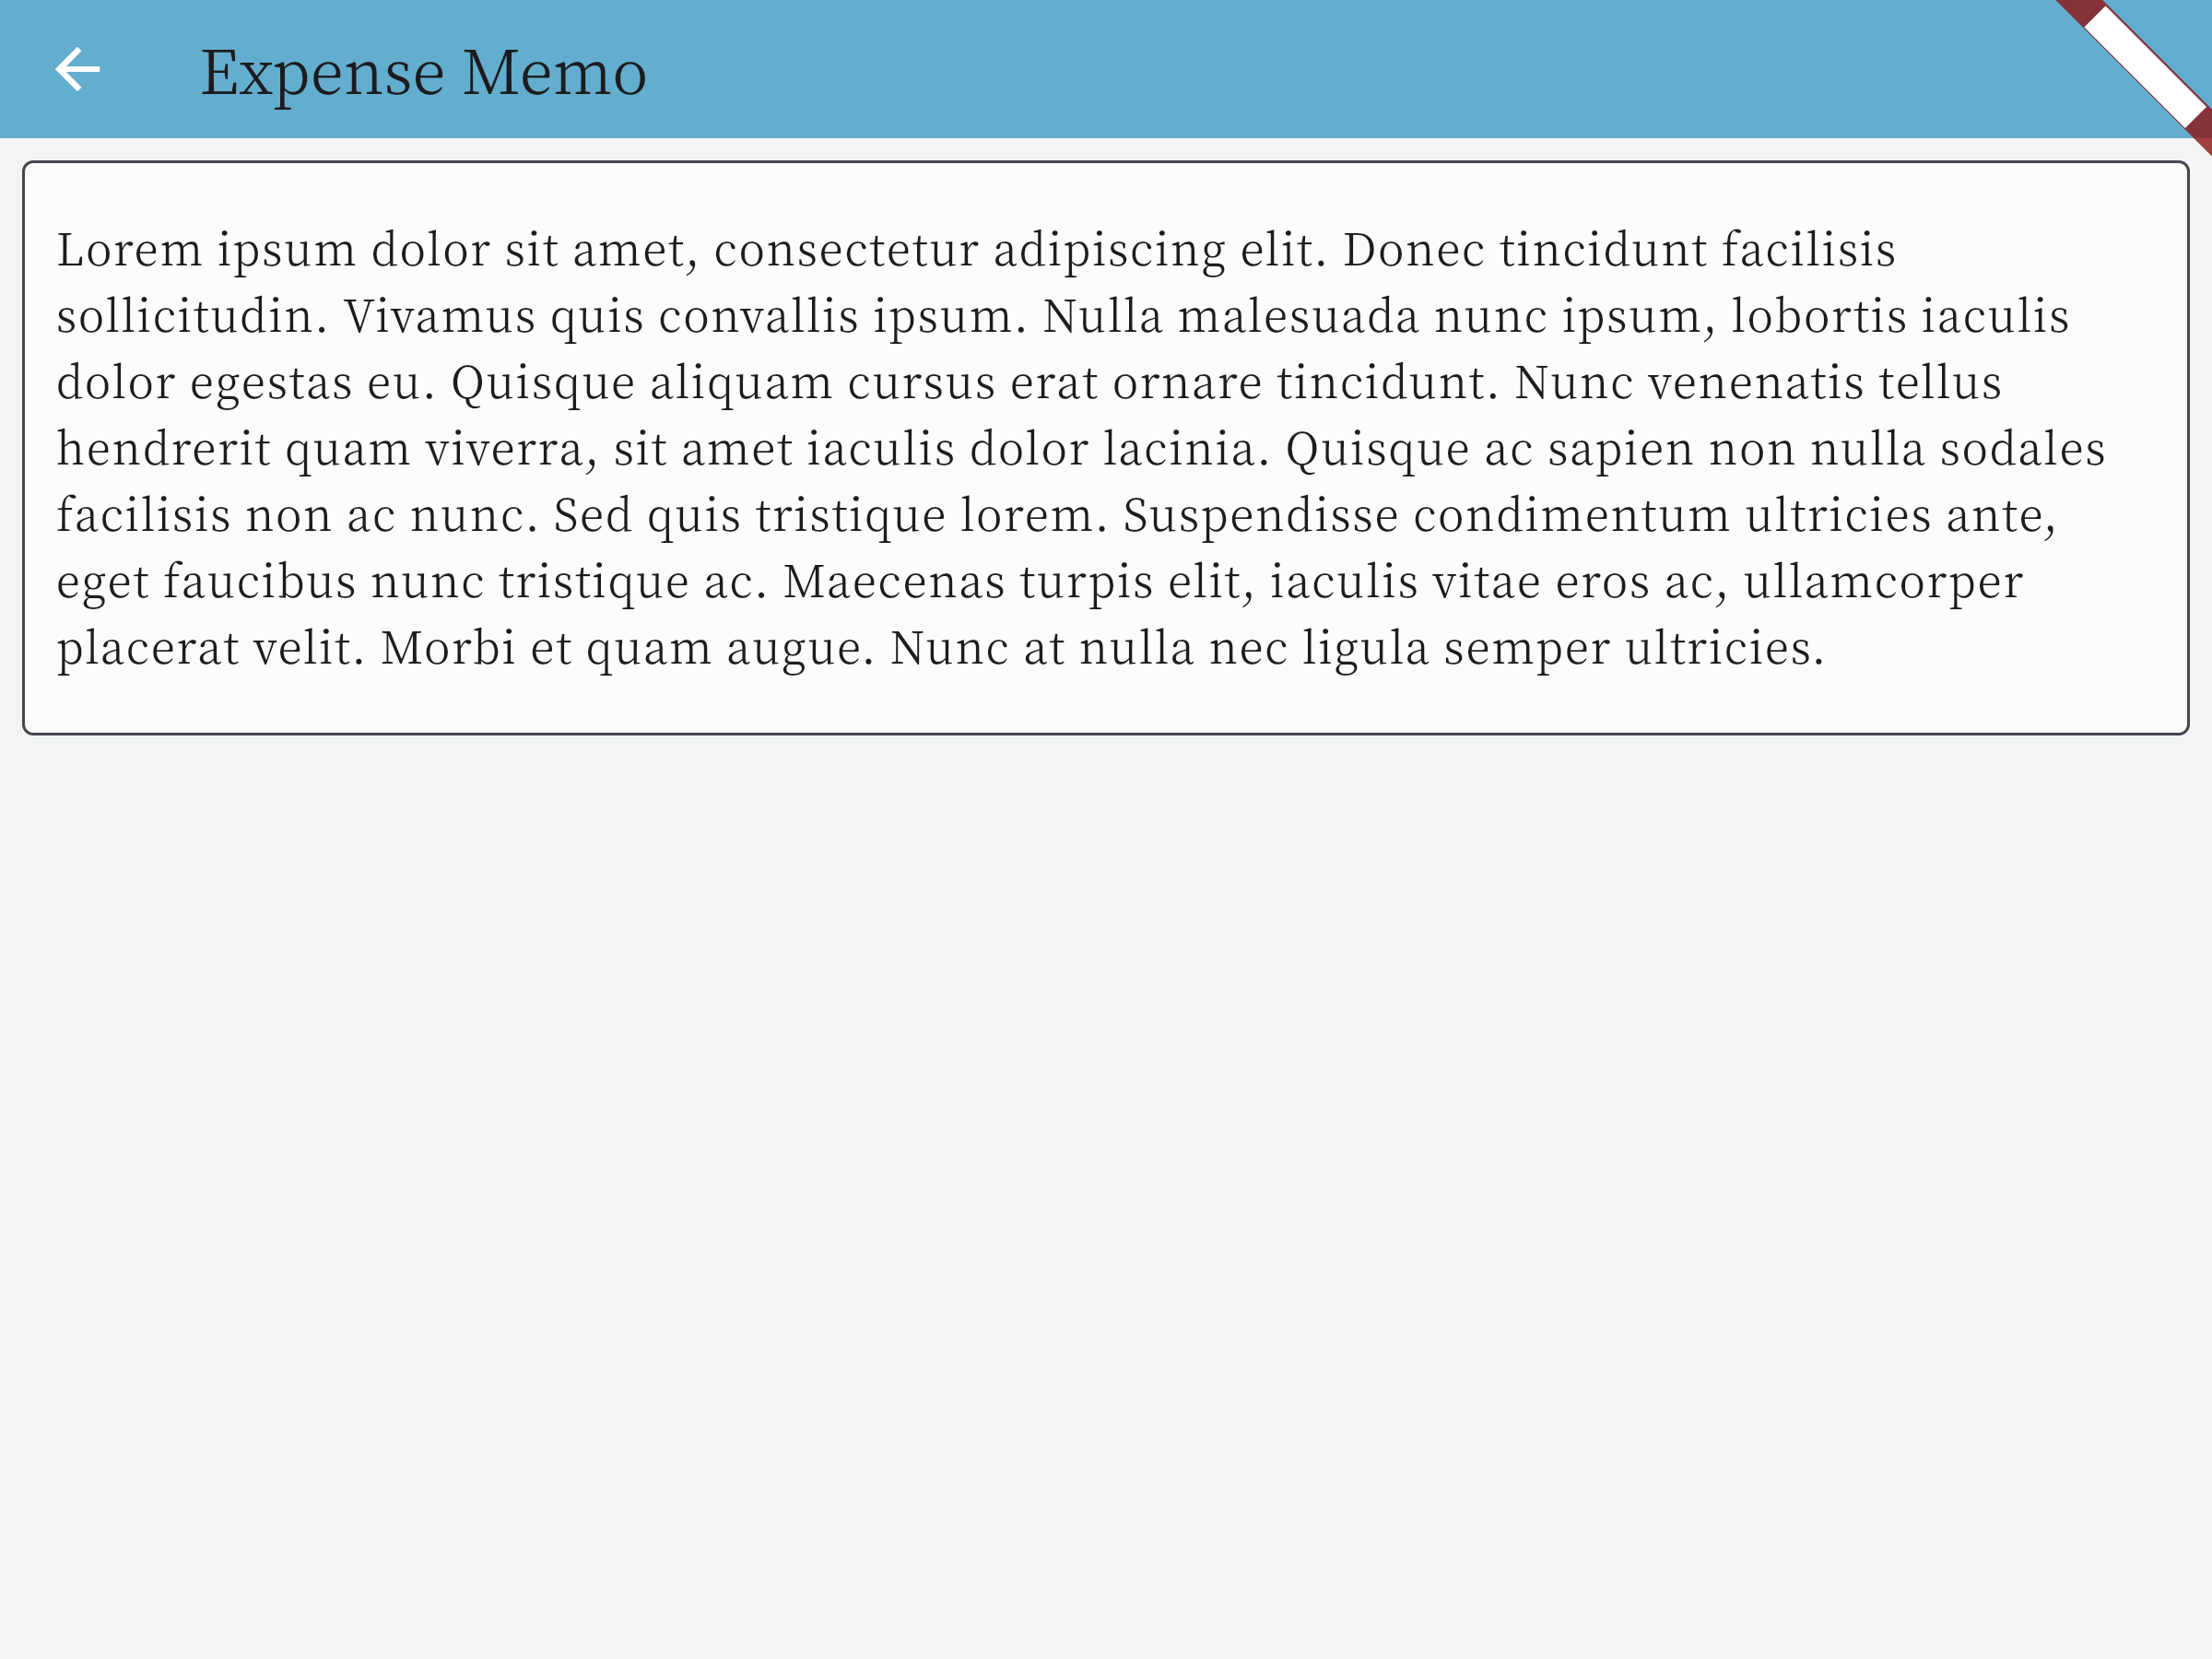 Expense Memo
Lorem ipsum dolor sit amet, consectetur adipiscing elit. Donec tincidunt facilisis
sollicitudin. Vivamus quis convallis ipsum. Nulla malesuada nunc ipsum, lobortis iaculis
dolor egestas eu. Quisque aliquam cursus erat ornare tincidunt. Nunc venenatis tellus
hendrerit quam viverra, sit amet iaculis dolor lacinia. Quisque ac sapien non nulla sodales
facilisis non ac nunc. Sed quis tristique lorem. Suspendisse condimentum ultricies ante,
eget faucibus nunc tristique ac. Maecenas turpis elit, iaculis vitae eros ac, ullamcorper
placerat velit. Morbi et quam augue. Nunc at nulla nec ligula semper ultricies.